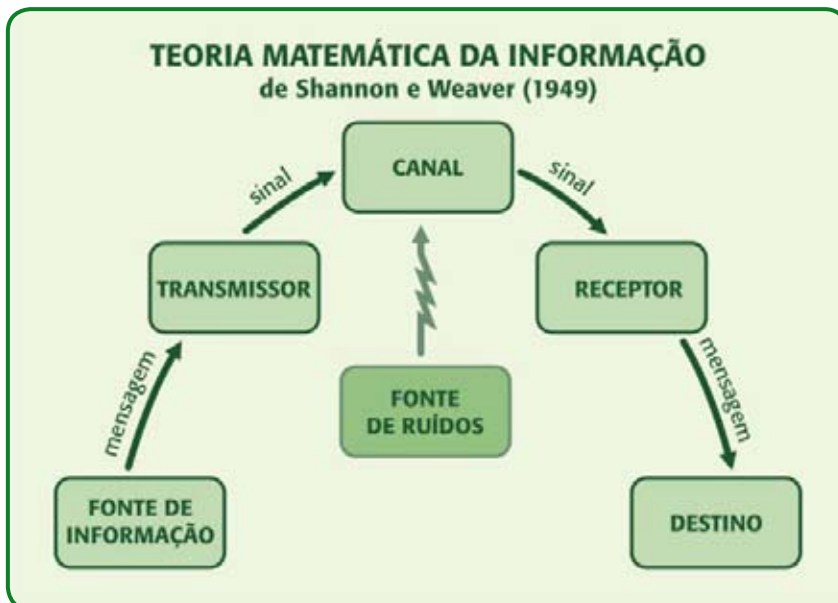 TEORIA MATEMÁTICA DA INFORMAÇÃO
de Shannon e Weaver (1949)
CANAL
sinal
sinal
TRANSMISSOR
RECEPTOR
mensagem
mensagem
FONTE
DE RUÍDOS
FONTE DE
INFORMAÇÃO
DESTINO